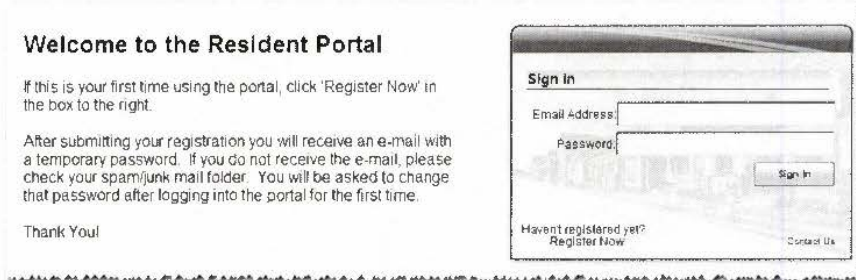 Welcome to the Resident Portal
If this is your first time using the portal, click 'Register Now' in
the box to the right.
After submitting your registration you will receive an e-mail with
a temporary password. If you do not receive the e-mail, please
check your spam/junk mail folder. You will be asked to change
that password after logging into the portal for the first time.
Thank You!
Sign In
Email Address:
Password:
Sign In
Havent registered yet?
Register Now
Contact Us